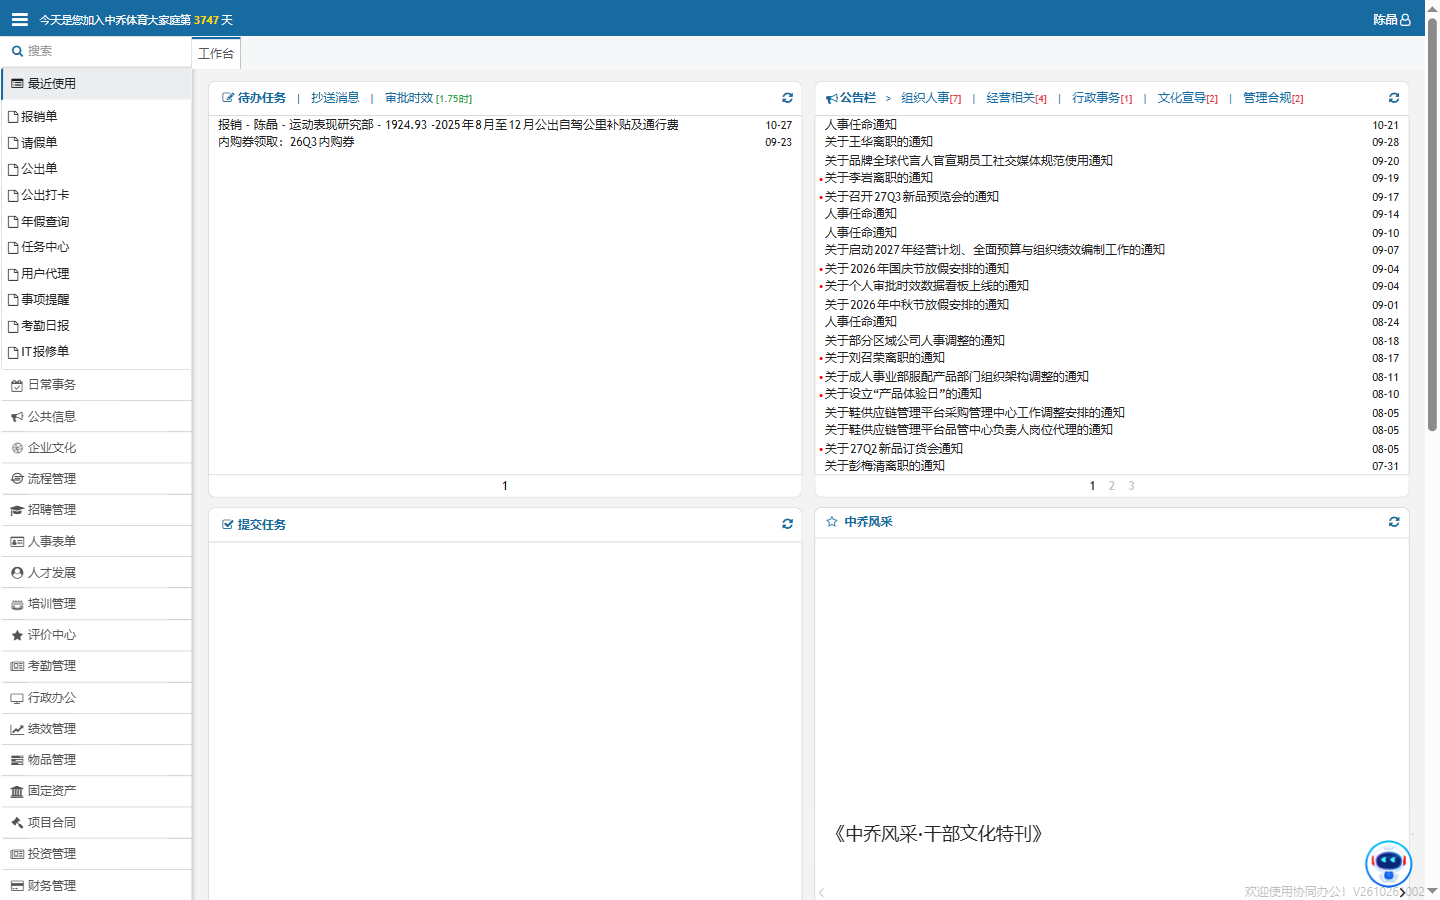 今天是您加入中乔体育大家庭第 3747 天
陈晶
搜索
工作台
最近使用
报销单
请假单
公出单
公出打卡
年假查询
任务中心
用户代理
事项提醒
考勤日报
IT报修单
日常事务
公共信息
企业文化
流程管理
招聘管理
人事表单
人才发展
培训管理
评价中心
考勤管理
行政办公
绩效管理
物品管理
固定资产
项目合同
投资管理
财务管理
待办任务 | 抄送消息 | 审批时效 [1.75时]
报销 - 陈晶 - 运动表现研究部 - 1924.93 -2025年8月至12月公出自驾公里补贴及通行费 10-27
内购券领取：26Q3内购券 09-23
1
公告栏 > 组织人事[7] | 经营相关[4] | 行政事务[1] | 文化宣导[2] | 管理合规[2]
人事任命通知 10-21
关于王华离职的通知 09-28
关于品牌全球代言人官宣期员工社交媒体规范使用通知 09-20
关于李岩离职的通知 09-19
关于召开27Q3新品预览会的通知 09-17
人事任命通知 09-14
人事任命通知 09-10
关于启动2027年经营计划、全面预算与组织绩效编制工作的通知 09-07
关于2026年国庆节放假安排的通知 09-04
关于个人审批时效数据看板上线的通知 09-04
关于2026年中秋节放假安排的通知 09-01
人事任命通知 08-24
关于部分区域公司人事调整的通知 08-18
关于刘召荣离职的通知 08-17
关于成人事业部服配产品部门组织架构调整的通知 08-11
关于设立“产品体验日”的通知 08-10
关于鞋供应链管理平台采购管理中心工作调整安排的通知 08-05
关于鞋供应链管理平台品管中心负责人岗位代理的通知 08-05
关于27Q2新品订货会通知 08-05
关于彭梅清离职的通知 07-31
1 2 3
提交任务
中乔风采
《中乔风采·干部文化特刊》
欢迎使用协同办公！